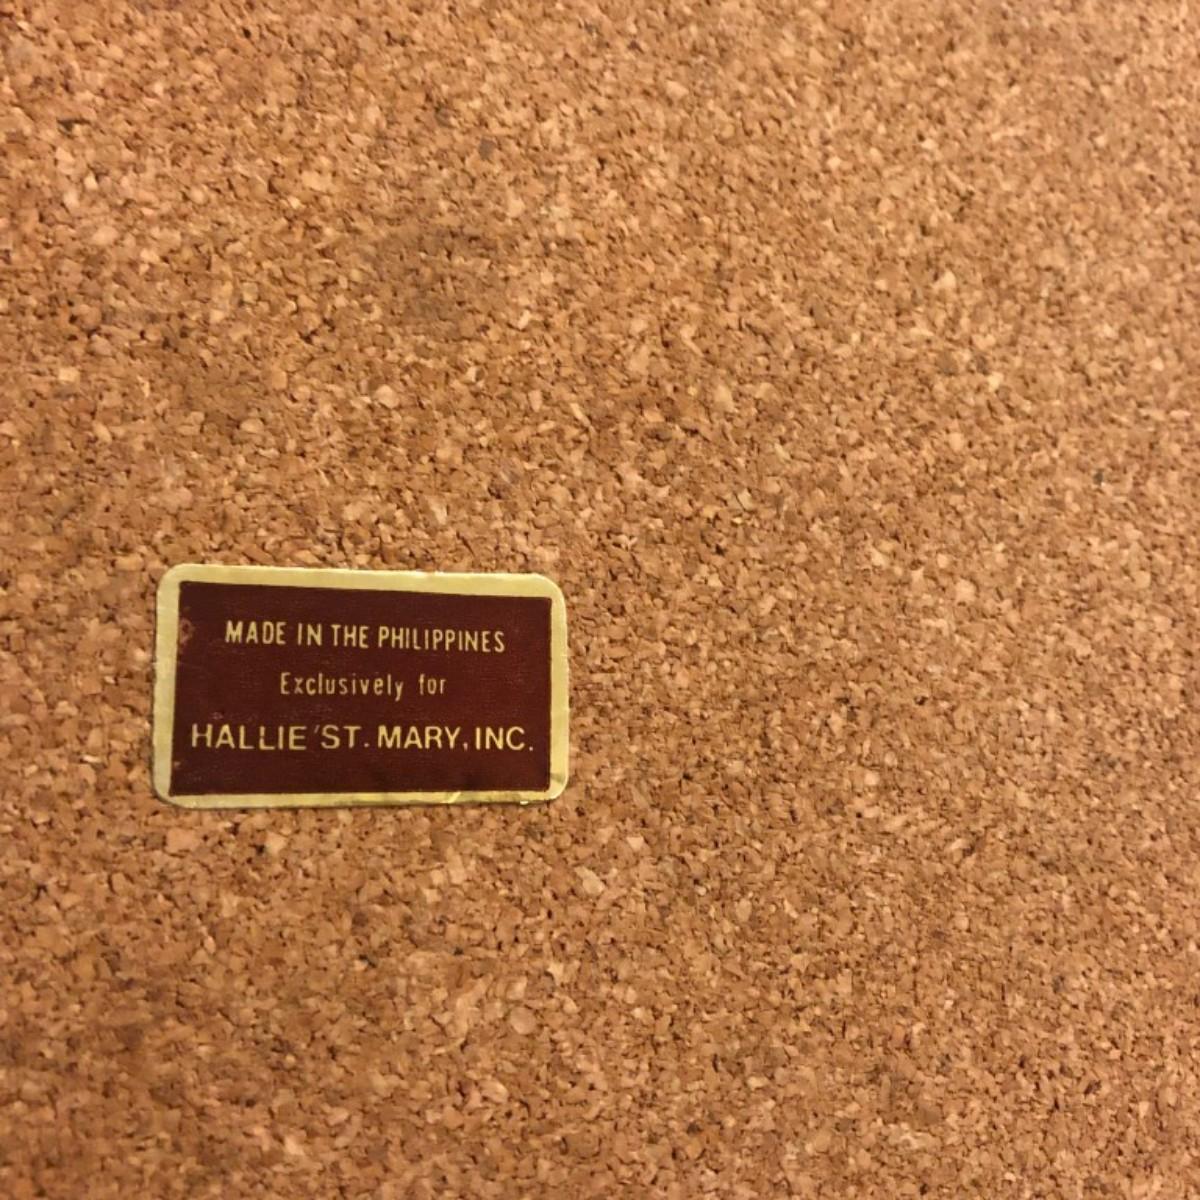 MADE IN THE PHILIPPINES
Exclusively for
HALLIE'ST. MARY, INC.